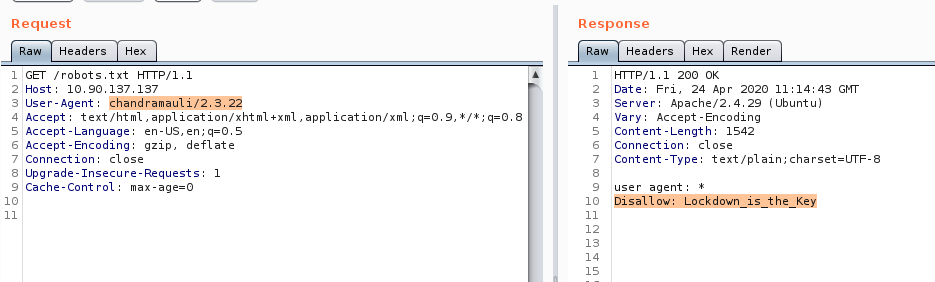 Request
Raw Headers Hex
1 GET /robots.txt HTTP/1.1
2 Host: 10.90.137.137
3 User-Agent: chandramauli/2.3.22
4 Accept: text/html,application/xhtml+xml,application/xml;q=0.9,*/*;q=0.8
5 Accept-Language: en-US,en;q=0.5
6 Accept-Encoding: gzip, deflate
7 Connection: close
8 Upgrade-Insecure-Requests: 1
9 Cache-Control: max-age=0
10
11
Response
Raw Headers Hex Render
1 HTTP/1.1 200 OK
2 Date: Fri, 24 Apr 2020 11:14:43 GMT
3 Server: Apache/2.4.29 (Ubuntu)
4 Vary: Accept-Encoding
5 Content-Length: 1542
6 Connection: close
7 Content-Type: text/plain;charset=UTF-8
8
9 user agent: *
10 Disallow: Lockdown_is_the_Key
11
12
13
14
15